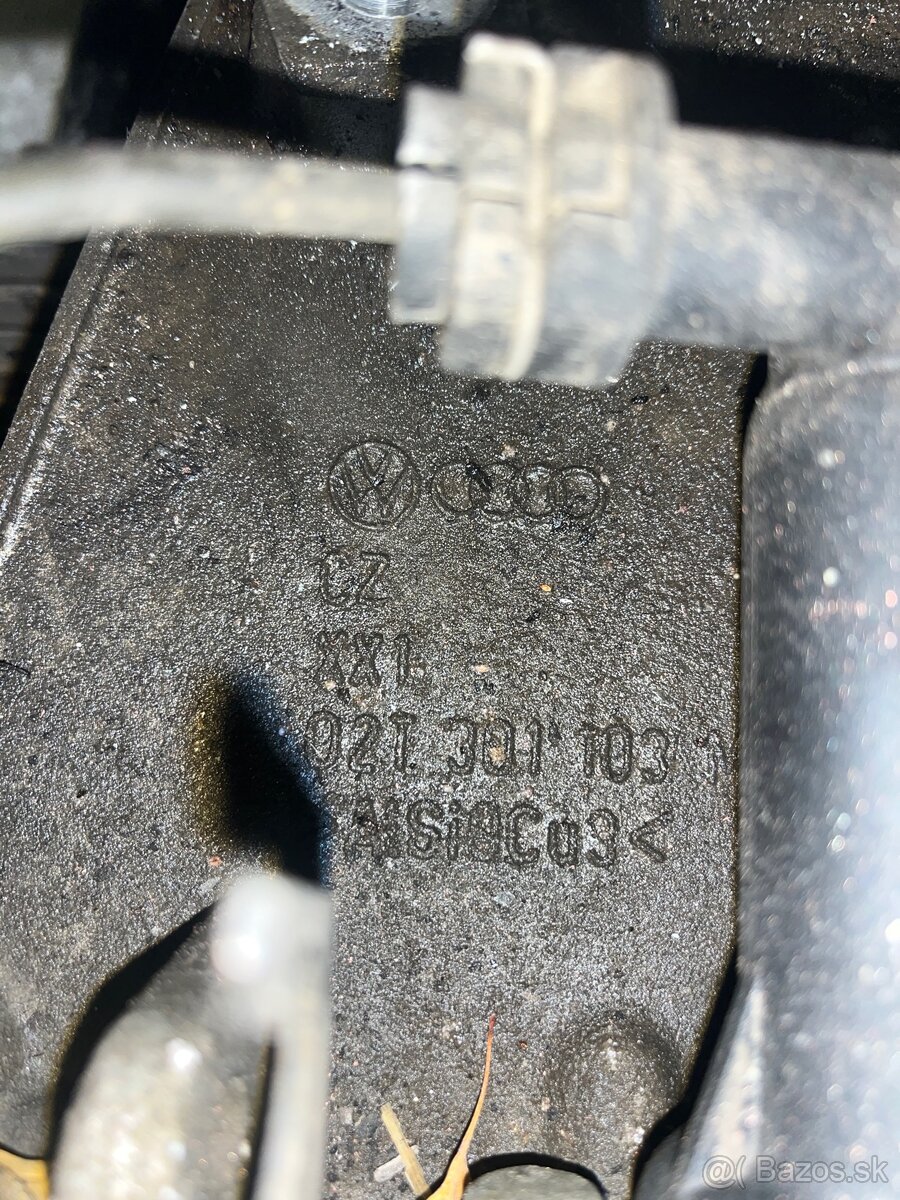 CZ
XX1
02T 301 103
AlSi9Cu3<
@( Bazos.sk